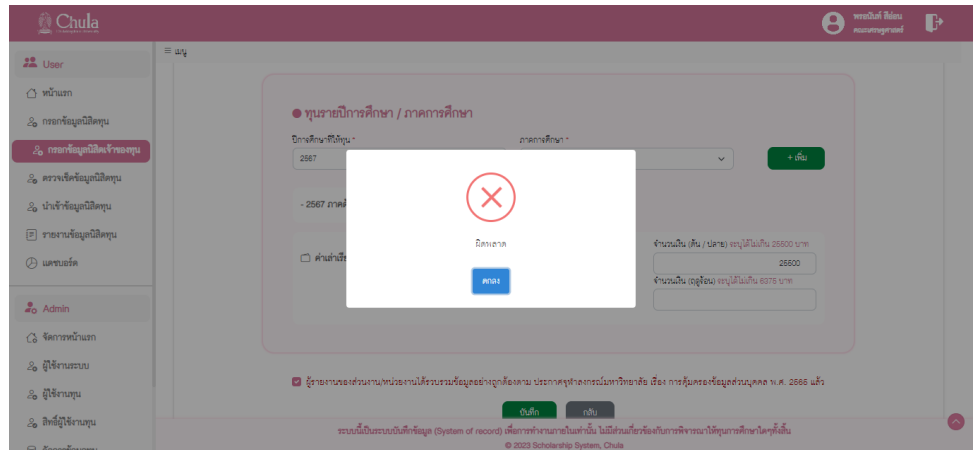 Chula
พรอนันท์ สีอ่อน
คณะเศรษฐศาสตร์
≡ เมนู
User
หน้าแรก
กรอกข้อมูลนิสิตทุน
กรอกข้อมูลนิสิตเจ้าของทุน
ตรวจเช็คข้อมูลนิสิตทุน
นำเข้าข้อมูลนิสิตทุน
รายงานข้อมูลนิสิตทุน
แดชบอร์ด
Admin
จัดการหน้าแรก
ผู้ใช้งานระบบ
ผู้ใช้งานทุน
สิทธิ์ผู้ใช้งานทุน
ทุนรายปีการศึกษา / ภาคการศึกษา
ปีการศึกษาที่ให้ทุน *
ภาคการศึกษา *
2567
+ เพิ่ม
- 2567
ผิดพลาด
ตกลง
จำนวนเงิน (ต้น / ปลาย) ระบุได้ไม่เกิน 25500 บาท
25500
จำนวนเงิน (ฤดูร้อน) ระบุได้ไม่เกิน 6375 บาท
ผู้รายงานของส่วนงาน/หน่วยงานได้รวบรวมข้อมูลอย่างถูกต้องตาม ประกาศจุฬาลงกรณ์มหาวิทยาลัย เรื่อง การคุ้มครองข้อมูลส่วนบุคคล พ.ศ. 2565 แล้ว
บันทึก
กลับ
ระบบนี้เป็นระบบบันทึกข้อมูล (System of record) เพื่อการทำงานภายในเท่านั้น ไม่มีส่วนเกี่ยวข้องกับการพิจารณาให้ทุนการศึกษาใดๆทั้งสิ้น
© 2023 Scholarship System, Chula